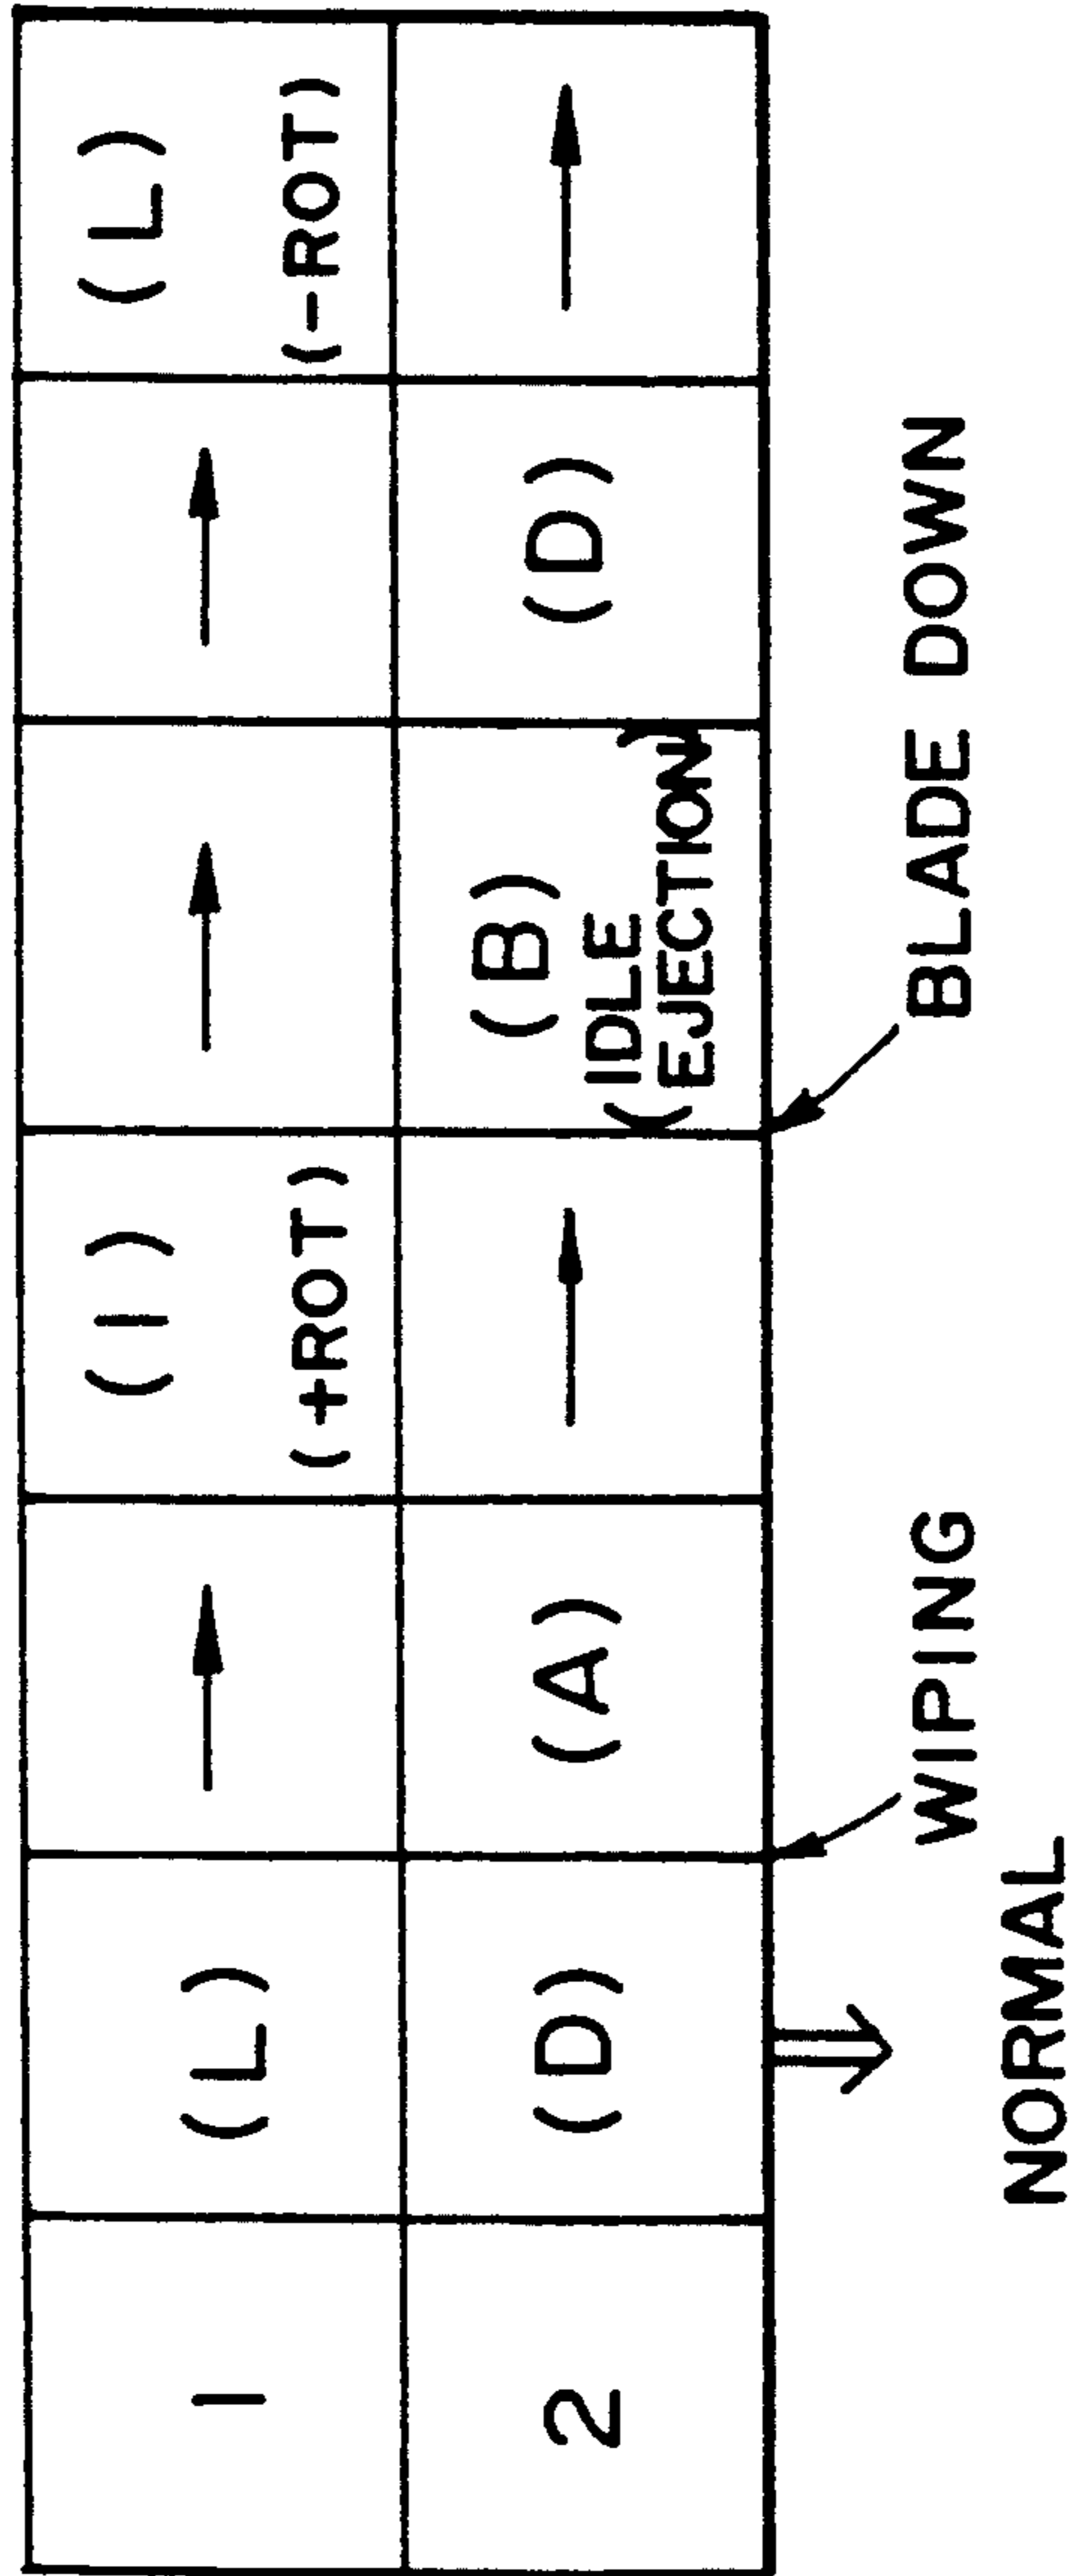 1 (L) → (I) → → (L)
(+ROT) (-ROT)
2 (D) (A) → (B) (D) →
(IDLE
EJECTION)
WIPING BLADE DOWN
NORMAL